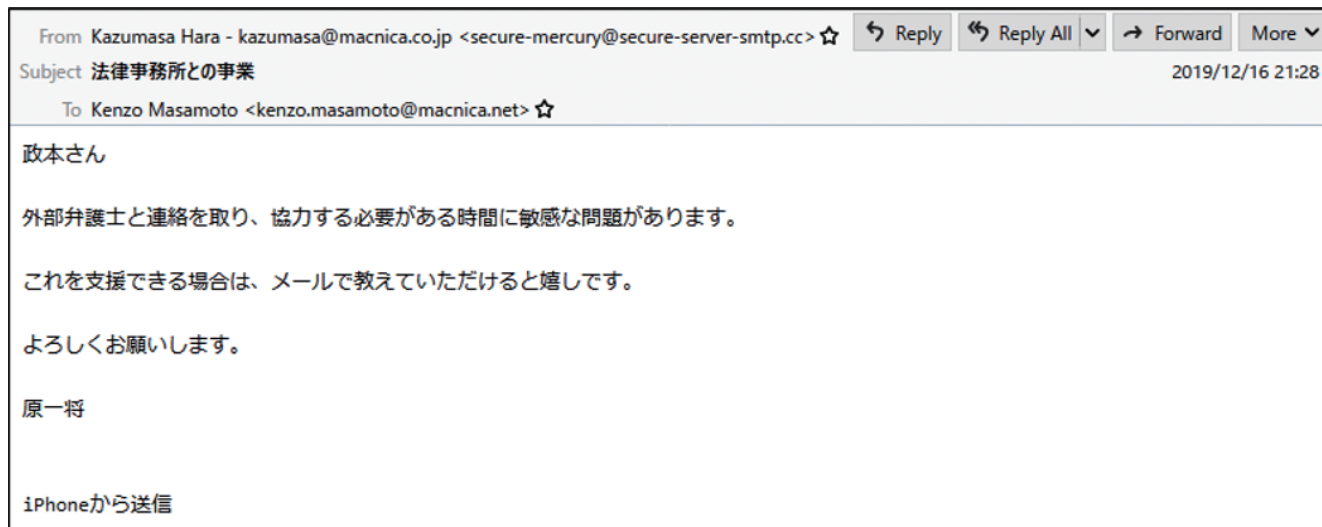 From Kazumasa Hara - kazumasa@macnica.co.jp <secure-mercury@secure-server-smtp.cc> Reply Reply All Forward More
Subject 法律事務所との事業 2019/12/16 21:28
To Kenzo Masamoto <kenzo.masamoto@macnica.net>
政本さん
外部弁護士と連絡を取り、協力する必要がある時間に敏感な問題があります。
これを支援できる場合は、メールで教えていただけると嬉しです。
よろしくお願いします。
原一将
iPhoneから送信